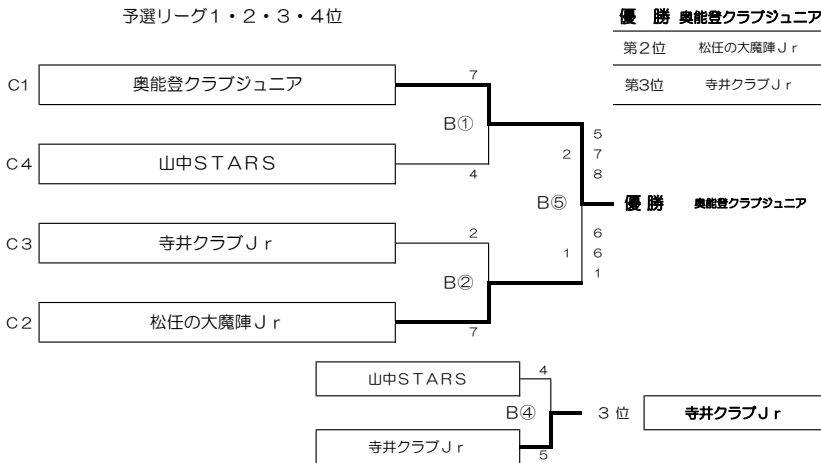 予選リーグ1・2・3・4位
優 勝 奥能登クラブジュニア
第2位 松任の大魔陣Jr
第3位 寺井クラブJr
C1 奥能登クラブジュニア 7
B①
C4 山中STARS 4
5
2 7
8
B⑤ 優 勝 奥能登クラブジュニア
C3 寺井クラブJr 2
6
1 6
1
B②
C2 松任の大魔陣Jr 7
山中STARS 4
B④ 3位 寺井クラブJr
寺井クラブJr 5